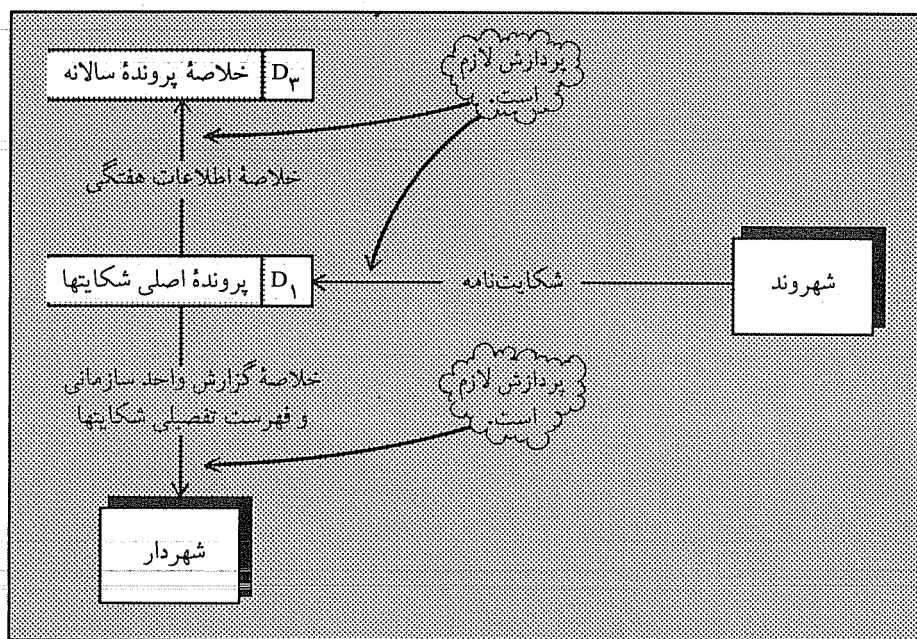 پردازش لازم
است.
D۳ خلاصهٔ پروندهٔ سالانه
خلاصهٔ اطلاعات هفتگی
شهروند
شکایت‌نامه
D۱ پروندهٔ اصلی شکایتها
پردازش لازم
است.
خلاصهٔ گزارش واحد سازمانی
و فهرست تفصیلی شکایتها
شهردار